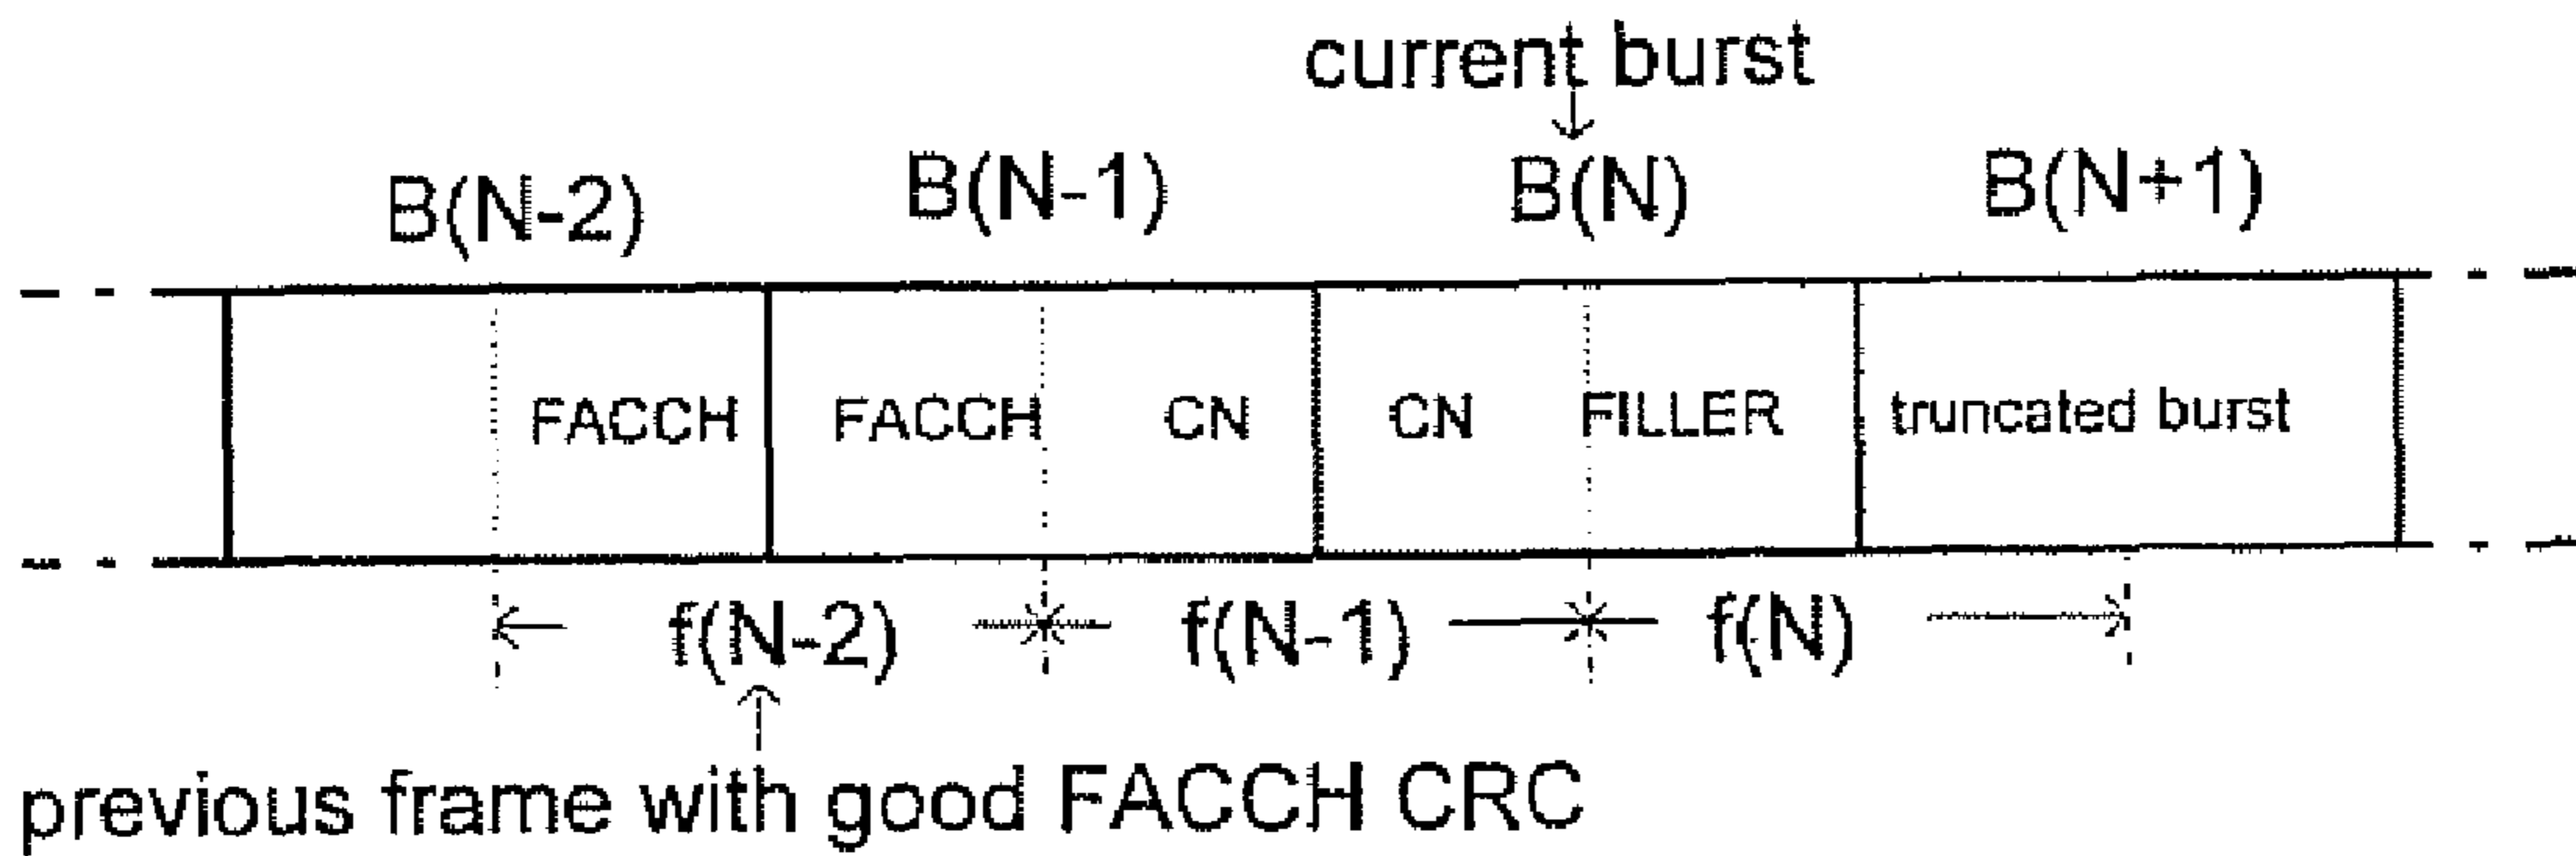 current burst
B(N-2) B(N-1) B(N) B(N+1)
FACCH FACCH CN CN FILLER truncated burst
f(N-2) f(N-1) f(N)
previous frame with good FACCH CRC